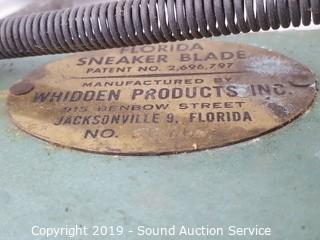 FLORIDA
SNEAKER BLADE
PATENT NO. 2,696,797
MANUFACTURED BY
WHIDDEN PRODUCTS INC.
915 BENBOW STREET
JACKSONVILLE 9, FLORIDA
NO.
Copyright 2019 - Sound Auction Service